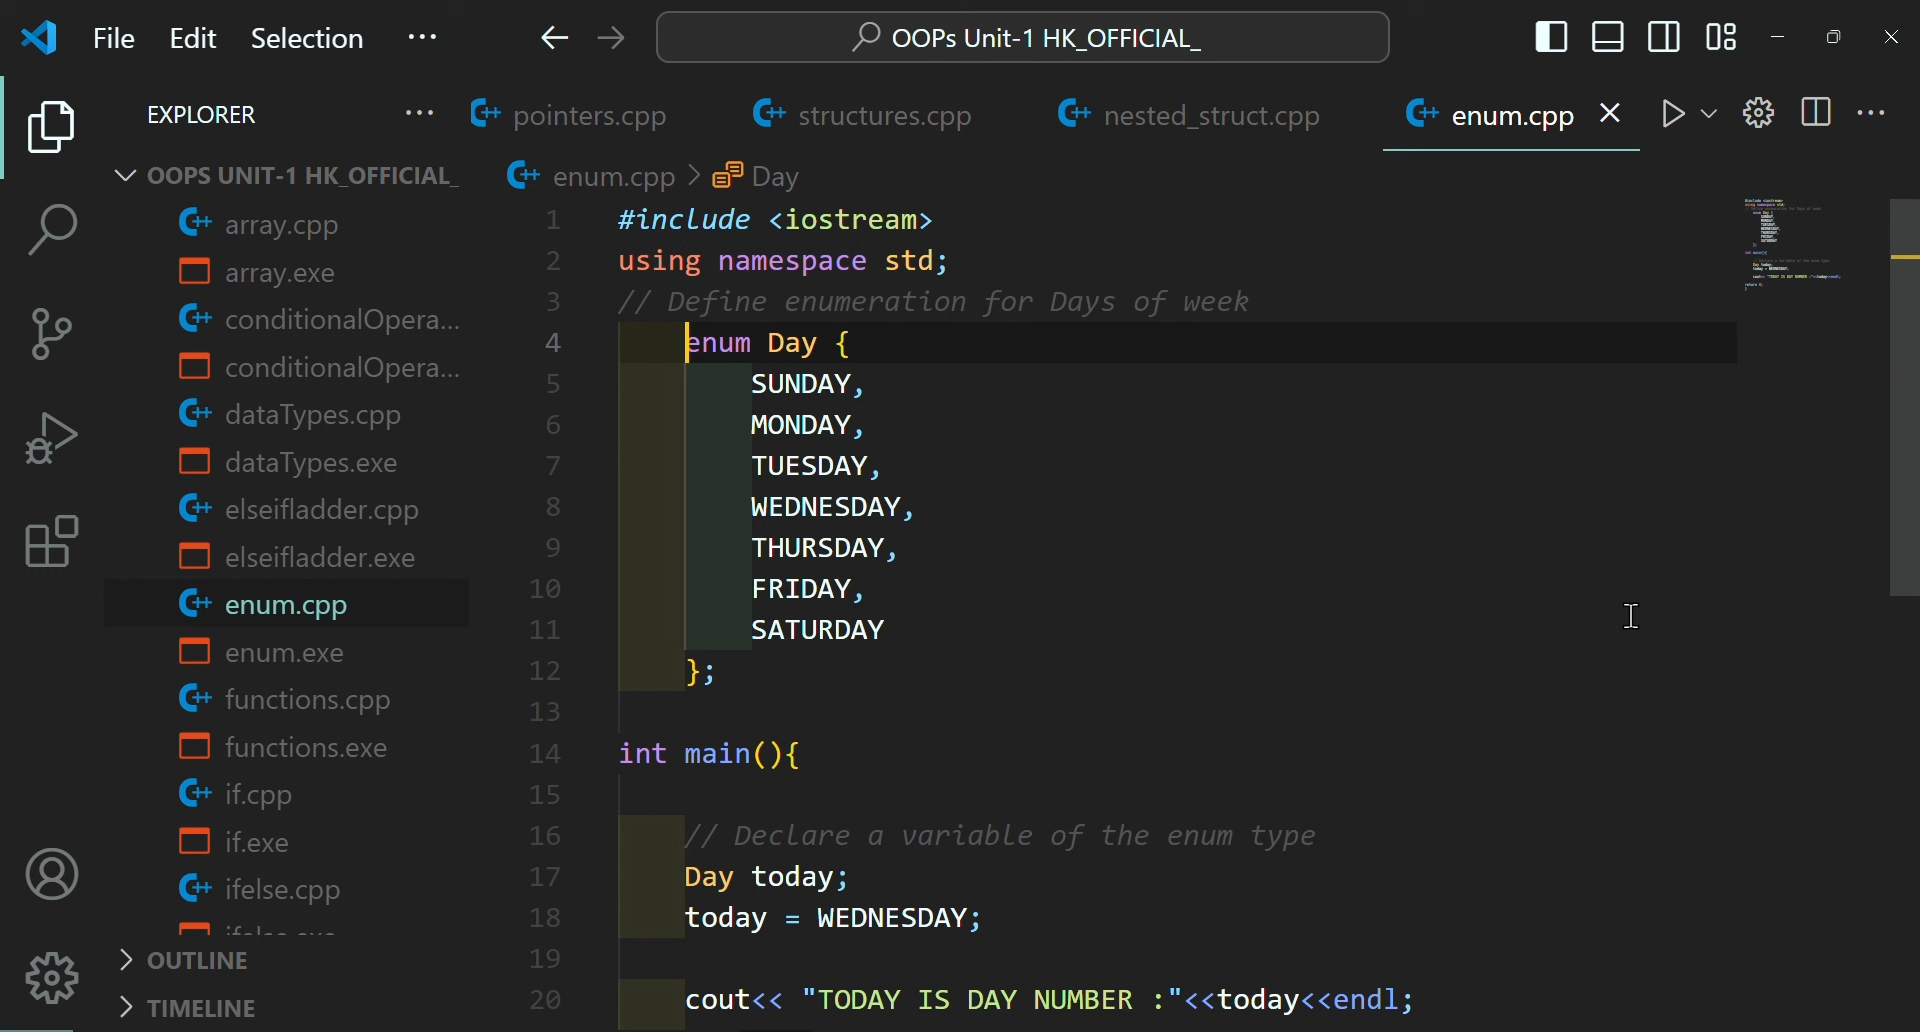 File Edit Selection ··· OOPs Unit-1 HK_OFFICIAL_
EXPLORER ··· pointers.cpp structures.cpp nested_struct.cpp enum.cpp
OOPS UNIT-1 HK_OFFICIAL_
enum.cpp > Day
array.cpp
array.exe
conditionalOpera...
conditionalOpera...
dataTypes.cpp
dataTypes.exe
elseifladder.cpp
elseifladder.exe
enum.cpp
enum.exe
functions.cpp
functions.exe
if.cpp
if.exe
ifelse.cpp
ifelse.exe
OUTLINE
TIMELINE
1 #include <iostream>
2 using namespace std;
3 // Define enumeration for Days of week
4 enum Day {
5 SUNDAY,
6 MONDAY,
7 TUESDAY,
8 WEDNESDAY,
9 THURSDAY,
10 FRIDAY,
11 SATURDAY
12 };
13
14 int main(){
15
16 // Declare a variable of the enum type
17 Day today;
18 today = WEDNESDAY;
19
20 cout<< "TODAY IS DAY NUMBER :"<<today<<endl;